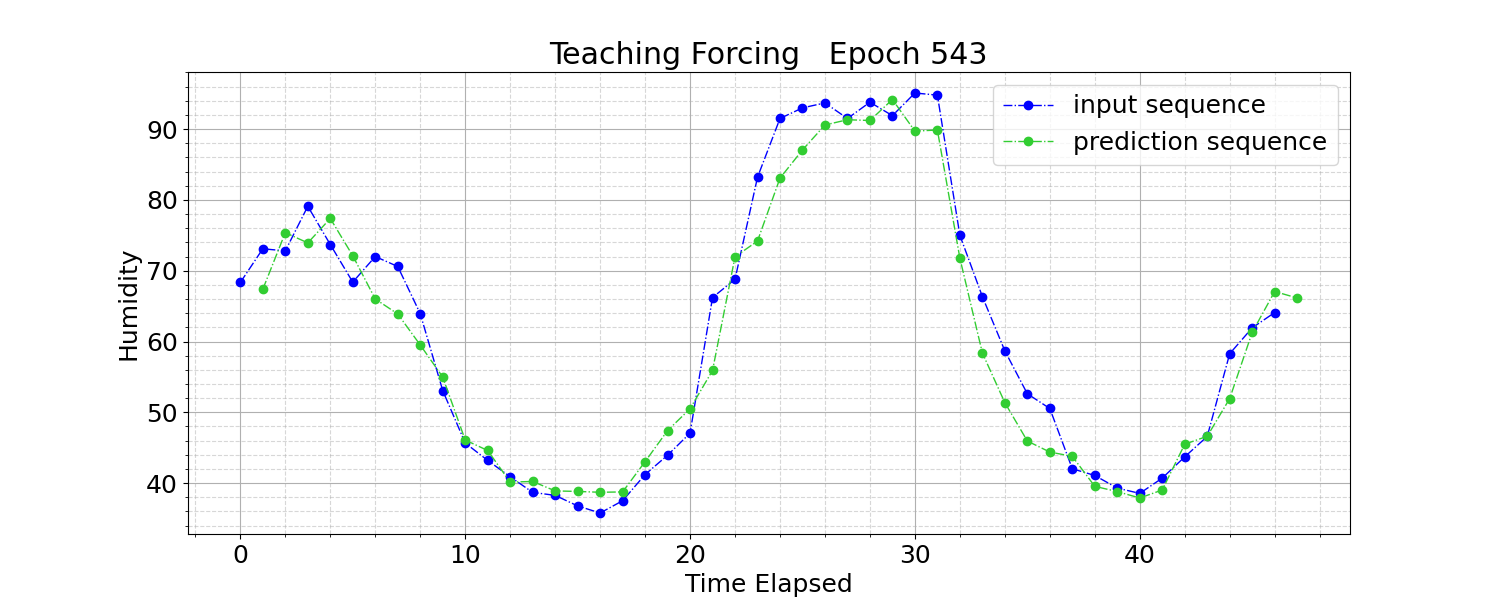 Teaching Forcing   Epoch 543
input sequence
prediction sequence
Humidity
90
80
70
60
50
40
0 10 20 30 40
Time Elapsed